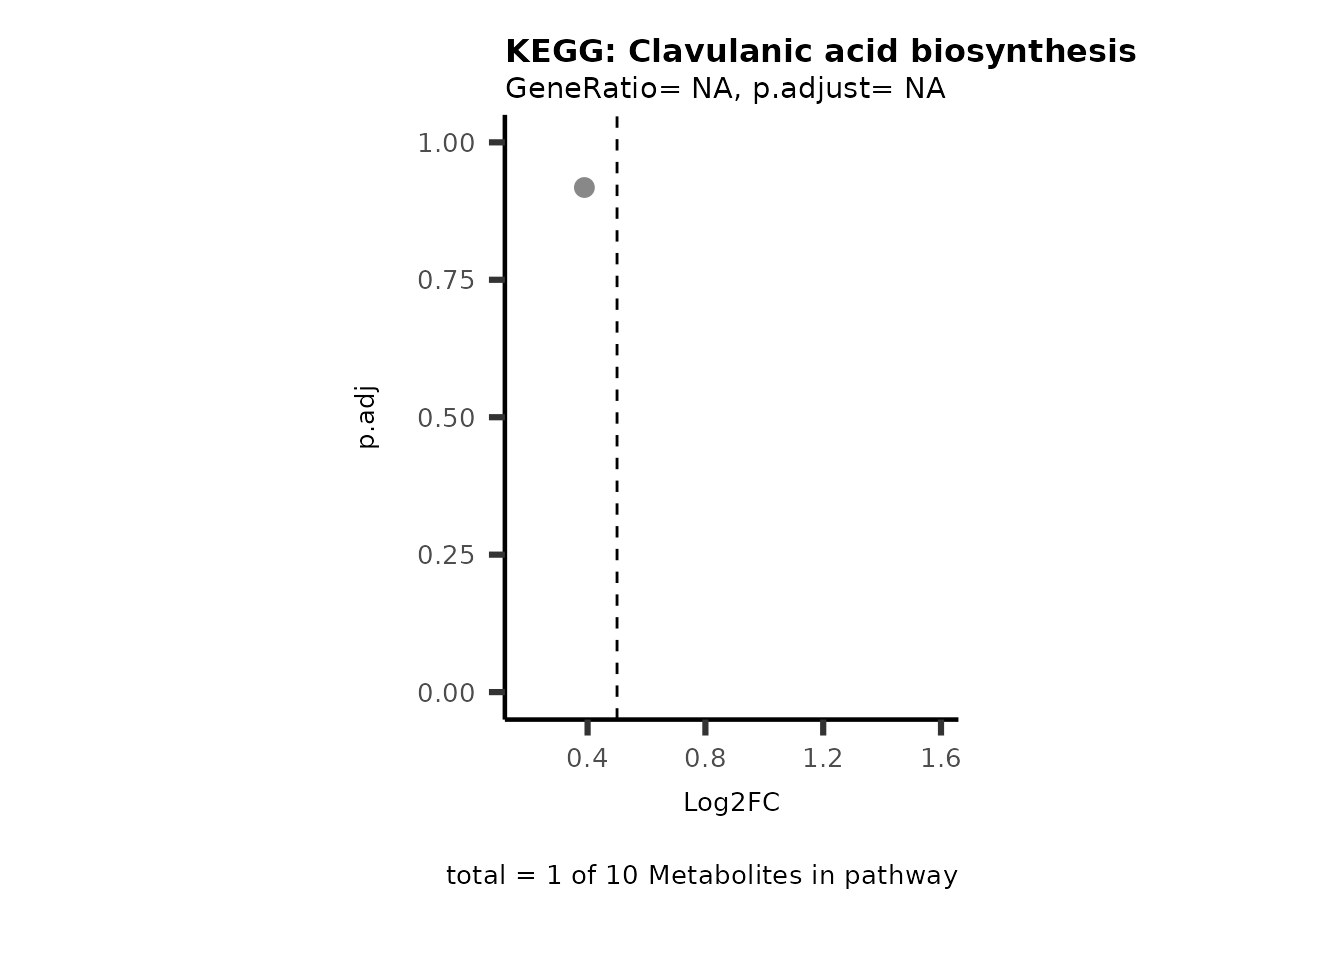 KEGG: Clavulanic acid biosynthesis
GeneRatio= NA, p.adjust= NA
1.00
0.75
0.50
0.25
0.00
p.adj
0.4
0.8
1.2
1.6
Log2FC
total = 1 of 10 Metabolites in pathway